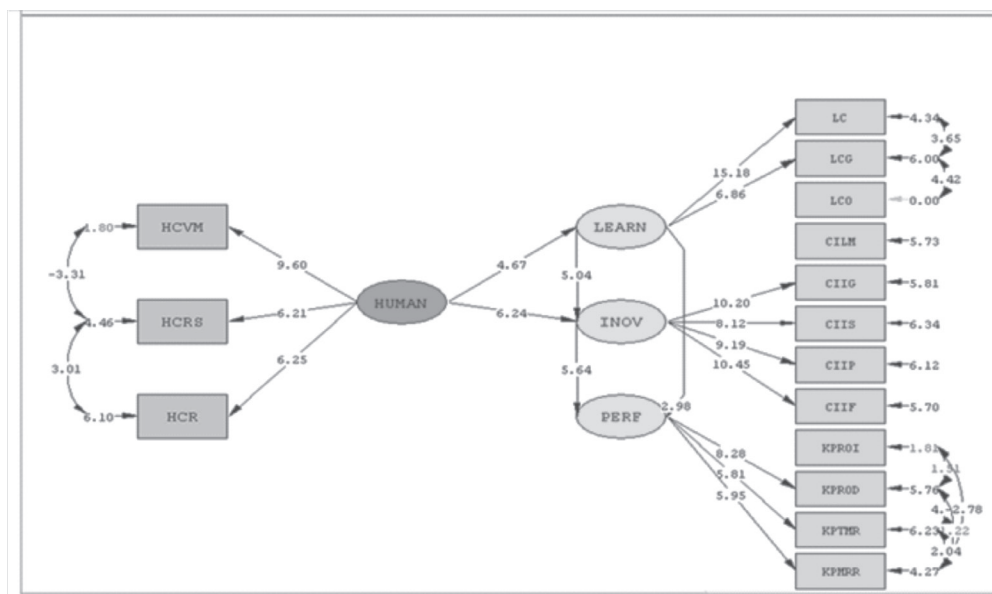 LC
4.34
3.65
LCG
6.00
15.18
4.42
6.86
LCO
0.00
HCVM
1.80
LEARN
CILM
5.73
9.60
4.67
-3.31
5.04
CIIG
5.81
10.20
HUMAN
6.21
6.24
HCRS
4.46
INOV
8.12
CIIS
6.34
9.19
6.25
10.45
3.01
5.64
CIIP
6.12
2.98
CIIF
5.70
HCR
6.10
PERF
KPROI
1.81
8.28
1.51
5.81
KPROD
5.76
5.95
-2.78
KPTMR
6.23
2.04
KPMRR
4.27